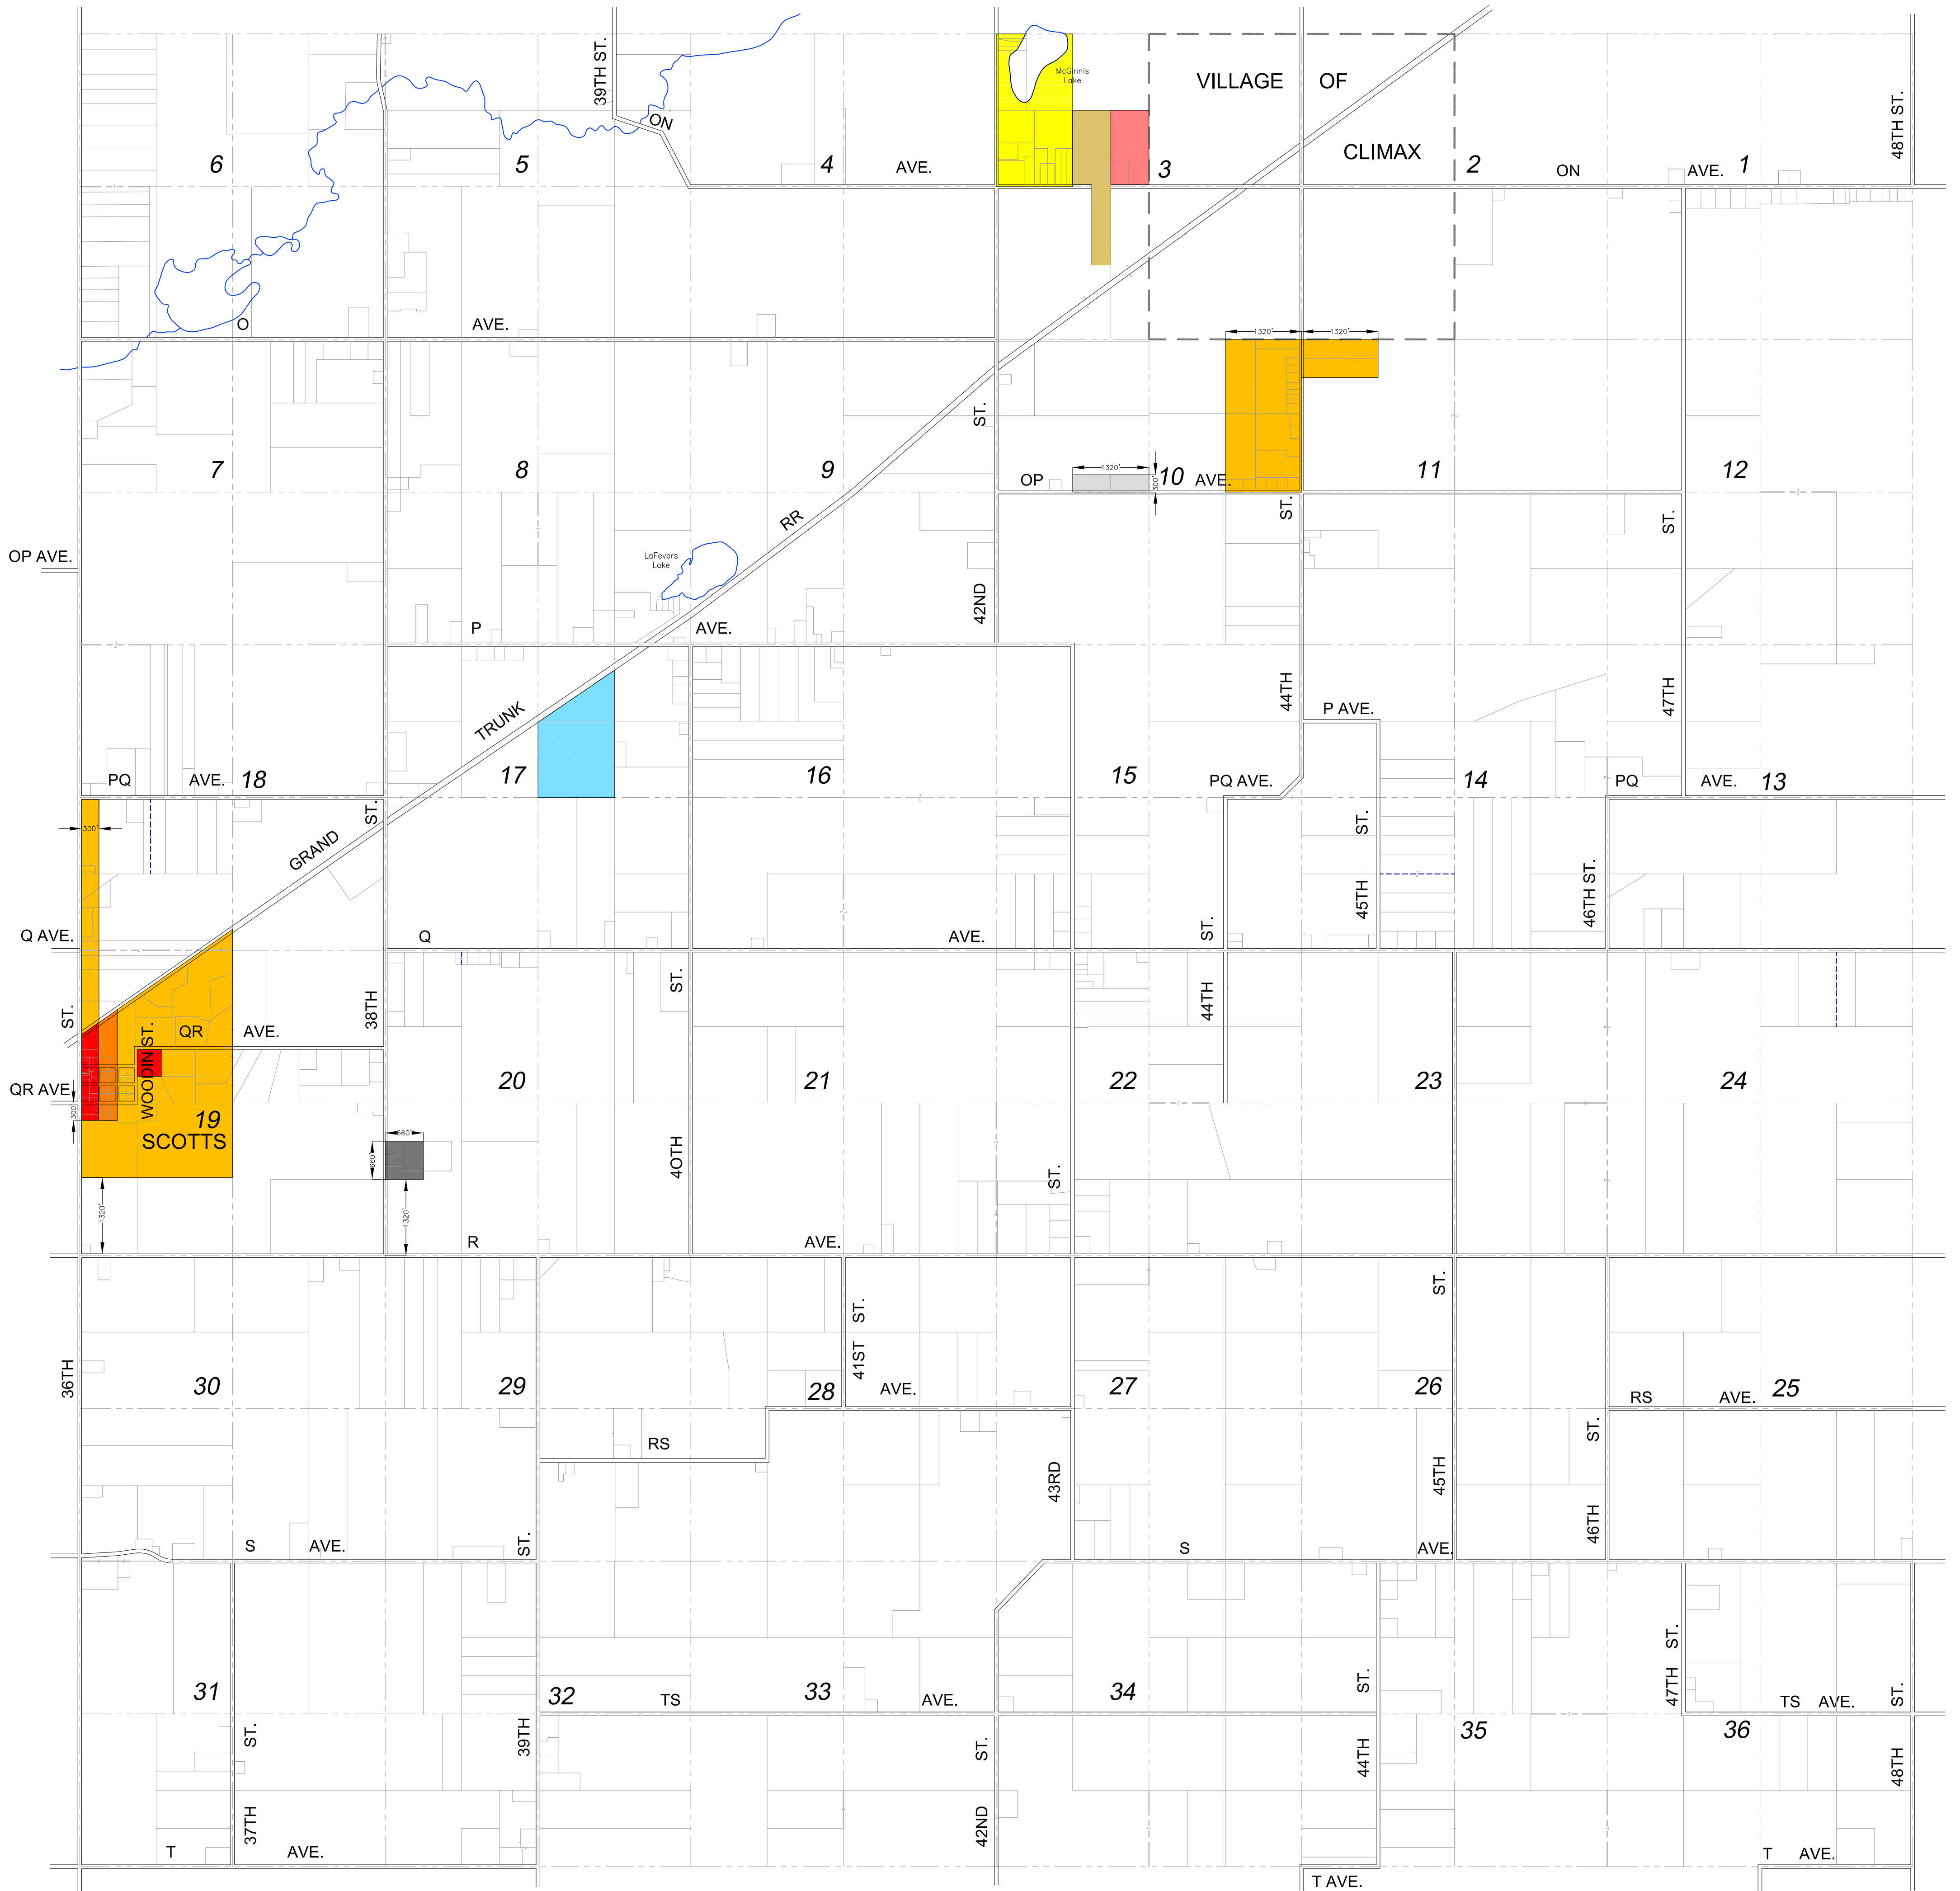 39TH ST.
McGinnis
Lake
VILLAGE OF
48TH ST.
ON
CLIMAX
6
5
4
AVE.
3
2
ON
AVE.
1
O
AVE.
1320'
1320'
ST.
7
8
9
OP
1320'
300'
10
AVE.
11
12
ST.
RR
ST.
OP AVE.
LaFevers
Lake
42ND
P
AVE.
44TH
47TH
P AVE.
TRUNK
PQ
AVE.
18
17
16
15
PQ AVE.
14
PQ
AVE.
13
ST.
300'
GRAND
ST.
45TH
46TH ST.
Q AVE.
Q
AVE.
ST.
ST.
38TH
ST.
44TH
WOODIN ST.
QR
AVE.
QR AVE.
300'
19
SCOTTS
20
21
22
23
24
660'
660'
40TH
ST.
1320'
1320'
R
AVE.
ST.
ST.
36TH
41ST
30
29
28
AVE.
27
26
RS
AVE.
25
RS
ST.
43RD
45TH
46TH
S
AVE.
ST.
S
AVE.
31
32
TS
33
AVE.
34
ST.
47TH ST.
TS
AVE.
ST.
ST.
39TH
ST.
35
36
44TH
48TH
37TH
42ND
T
AVE.
T
AVE.
T AVE.